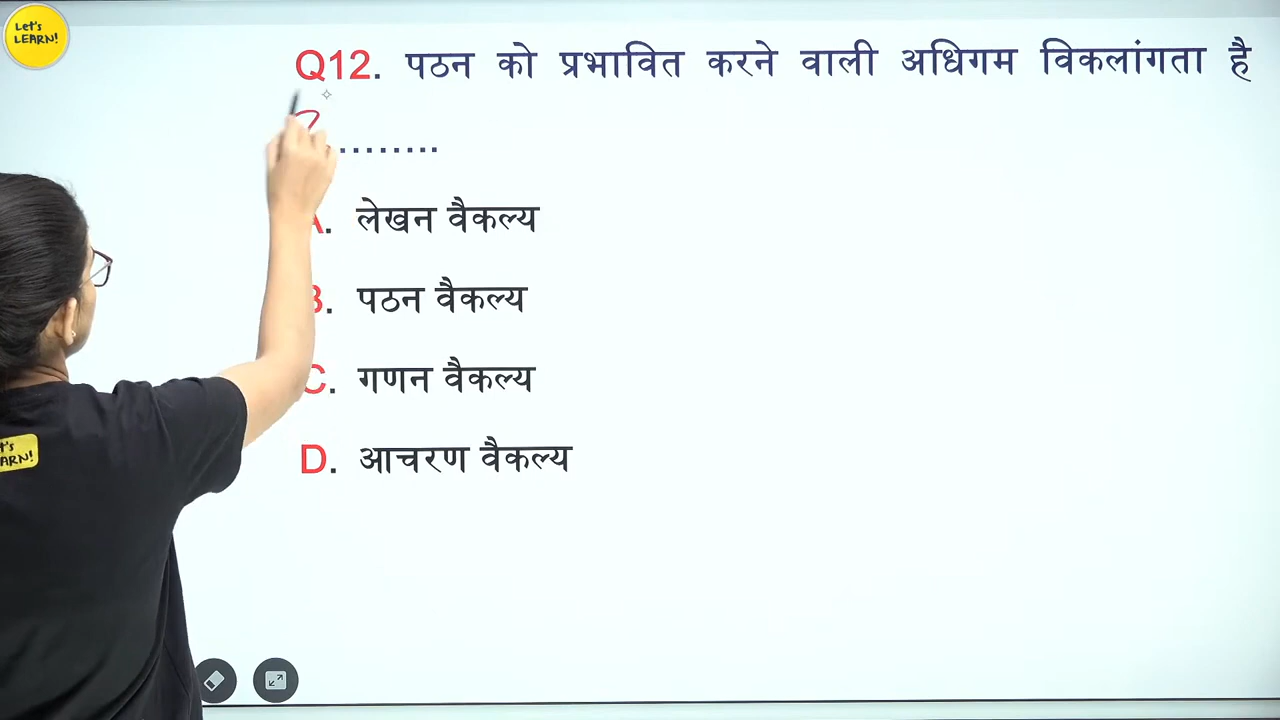 Let's
LEARN!
Q12. पठन को प्रभावित करने वाली अधिगम विकलांगता है
........
A. लेखन वैकल्य
B. पठन वैकल्य
C. गणन वैकल्य
D. आचरण वैकल्य